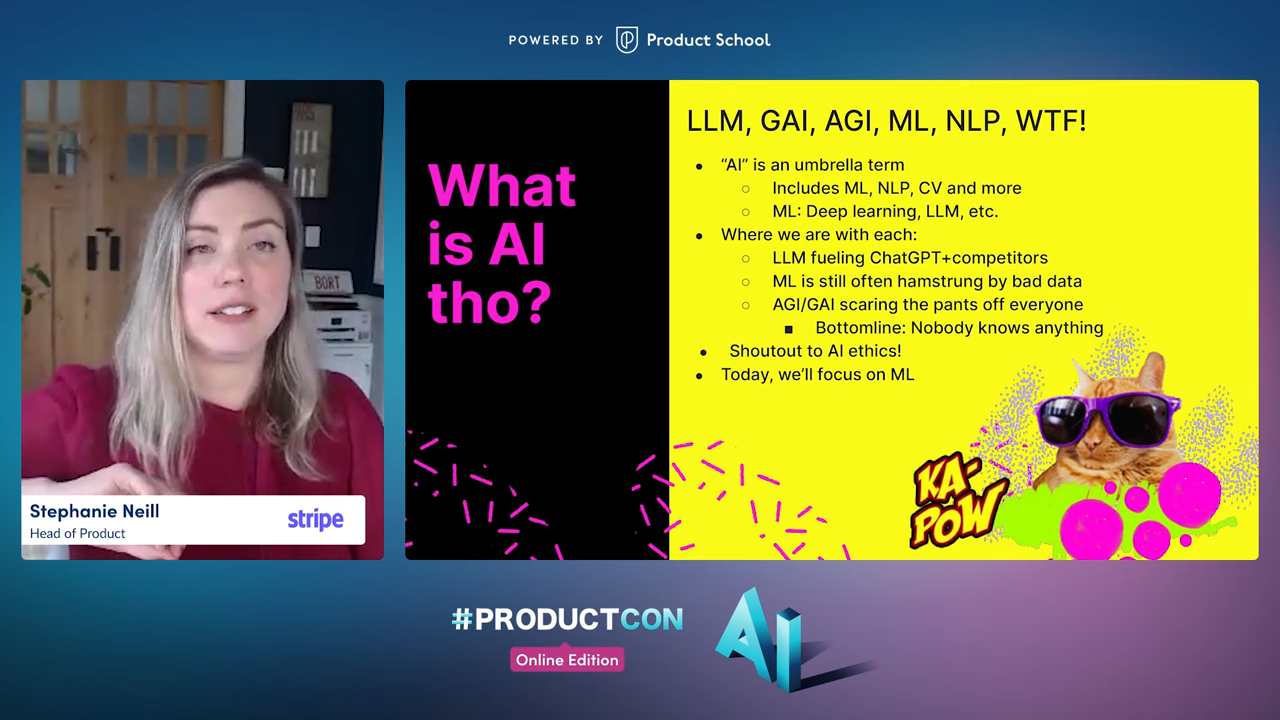 POWERED BY Product School
BORT
Stephanie Neill
Head of Product
stripe
What
is AI
tho?
LLM, GAI, AGI, ML, NLP, WTF!
● “AI” is an umbrella term
○ Includes ML, NLP, CV and more
○ ML: Deep learning, LLM, etc.
● Where we are with each:
○ LLM fueling ChatGPT+competitors
○ ML is still often hamstrung by bad data
○ AGI/GAI scaring the pants off everyone
■ Bottomline: Nobody knows anything
● Shoutout to AI ethics!
● Today, we’ll focus on ML
KA-
POW
#PRODUCTCON
Online Edition
AI